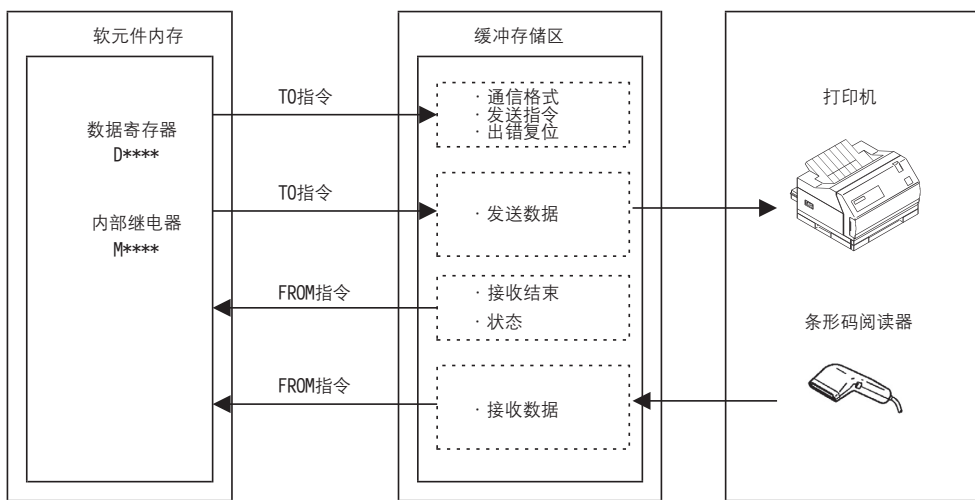 软元件内存
数据寄存器
D****
内部继电器
M****
TO指令
TO指令
FROM指令
FROM指令
缓冲存储区
·通信格式
·发送指令
·出错复位
·发送数据
·接收结束
·状态
·接收数据
打印机
条形码阅读器